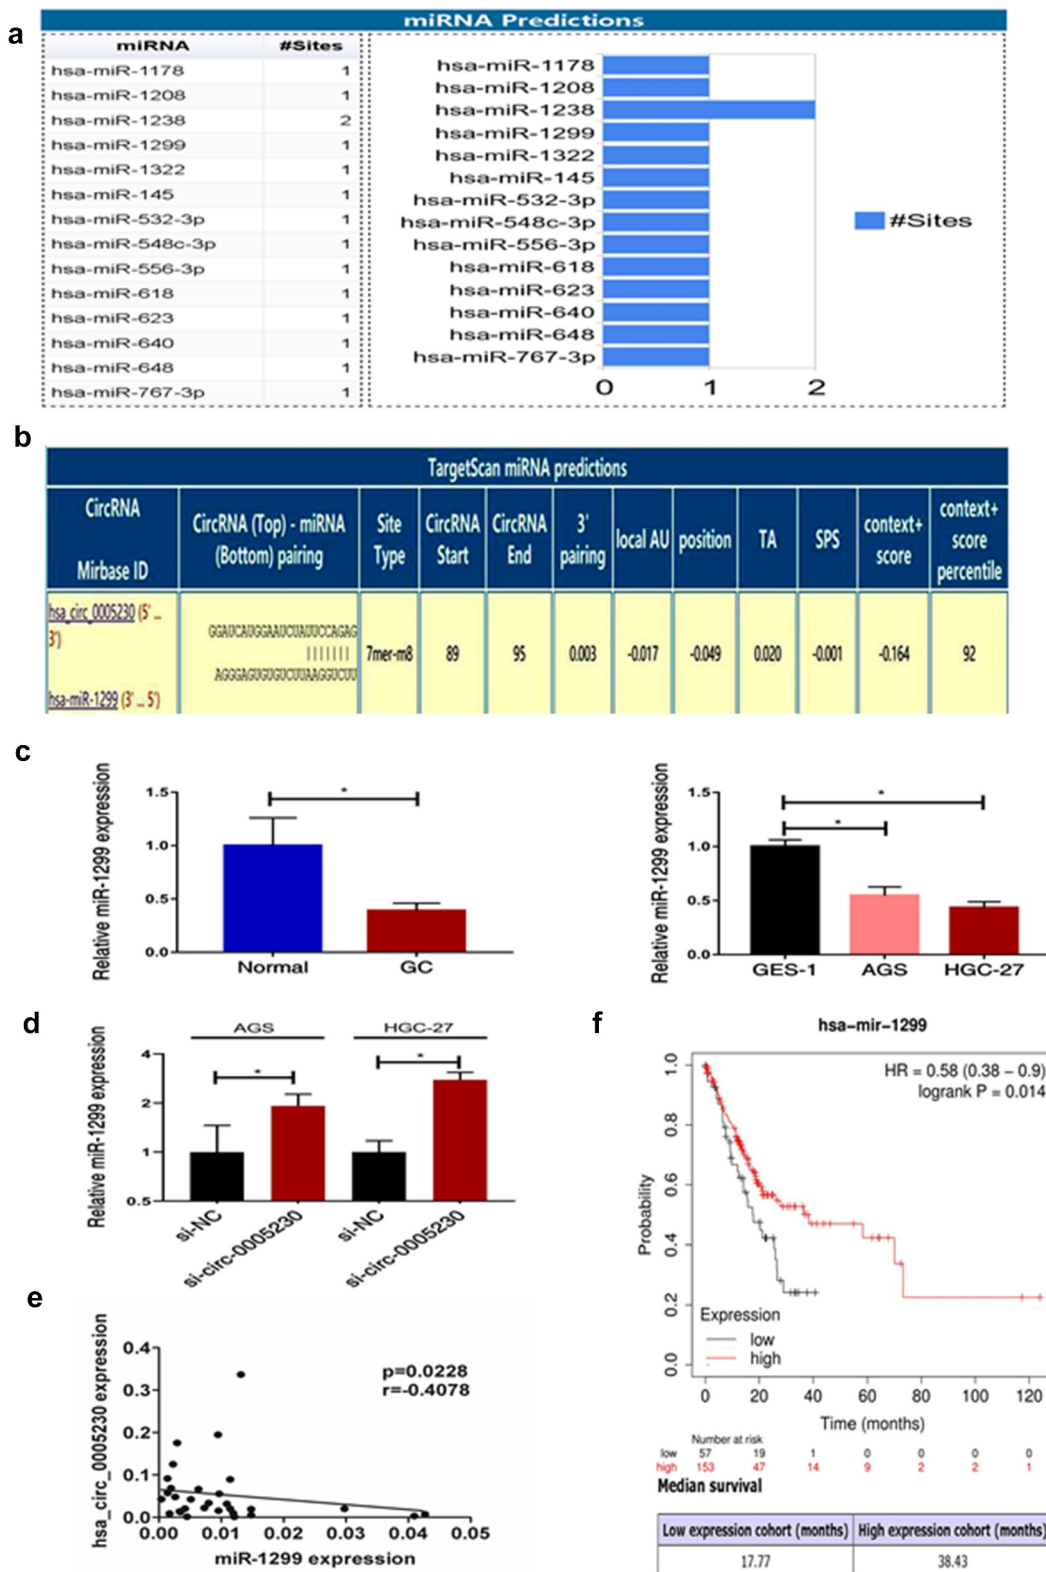 a
miRNA Predictions
miRNA #Sites
hsa-miR-1178 1
hsa-miR-1208 1
hsa-miR-1238 2
hsa-miR-1299 1
hsa-miR-1322 1
hsa-miR-145 1
hsa-miR-532-3p 1
hsa-miR-548c-3p 1
hsa-miR-556-3p 1
hsa-miR-618 1
hsa-miR-623 1
hsa-miR-640 1
hsa-miR-648 1
hsa-miR-767-3p 1
hsa-miR-1178
hsa-miR-1208
hsa-miR-1238
hsa-miR-1299
hsa-miR-1322
hsa-miR-145
hsa-miR-532-3p
hsa-miR-548c-3p
hsa-miR-556-3p
hsa-miR-618
hsa-miR-623
hsa-miR-640
hsa-miR-648
hsa-miR-767-3p
0 1 2
#Sites
b
TargetScan miRNA predictions
CircRNA
Mirbase ID
CircRNA (Top) - miRNA
(Bottom) pairing
Site
Type
CircRNA
Start
CircRNA
End
3'
pairing
local AU
position
TA
SPS
context+
score
context+
score
percentile
hsa_circ_0005230 (5' ...
3')
hsa-miR-1299 (3' ... 5')
GGAUCAUGGAAUCUAUUCCAGAG
| | | | | | |
AGGGAGUGUGUCUUAAGGUCUU
7mer-m8 89 95 0.003 -0.017 -0.049 0.020 -0.001 -0.164 92
c
Relative miR-1299 expression
1.5
1.0
0.5
0.0
*
Normal GC
Relative miR-1299 expression
1.5
1.0
0.5
0.0
*
*
GES-1 AGS HGC-27
d
Relative miR-1299 expression
AGS HGC-27
4
2
1
0.5
*
*
si-NC
si-circ-0005230
si-NC
si-circ-0005230
e
hsa_circ_0005230 expression
0.4
0.3
0.2
0.1
0.0
p=0.0228
r=-0.4078
0.00 0.01 0.02 0.03 0.04 0.05
miR-1299 expression
f
hsa-mir-1299
HR = 0.58 (0.38 - 0.9)
logrank P = 0.014
Probability
1.0
0.8
0.6
0.4
0.2
0.0
Expression
low
high
0 20 40 60 80 100 120
Time (months)
Number at risk
low 57 19 1 0 0 0 0
high 153 47 14 9 2 2 1
Median survival
Low expression cohort (months) High expression cohort (months)
17.77 38.43